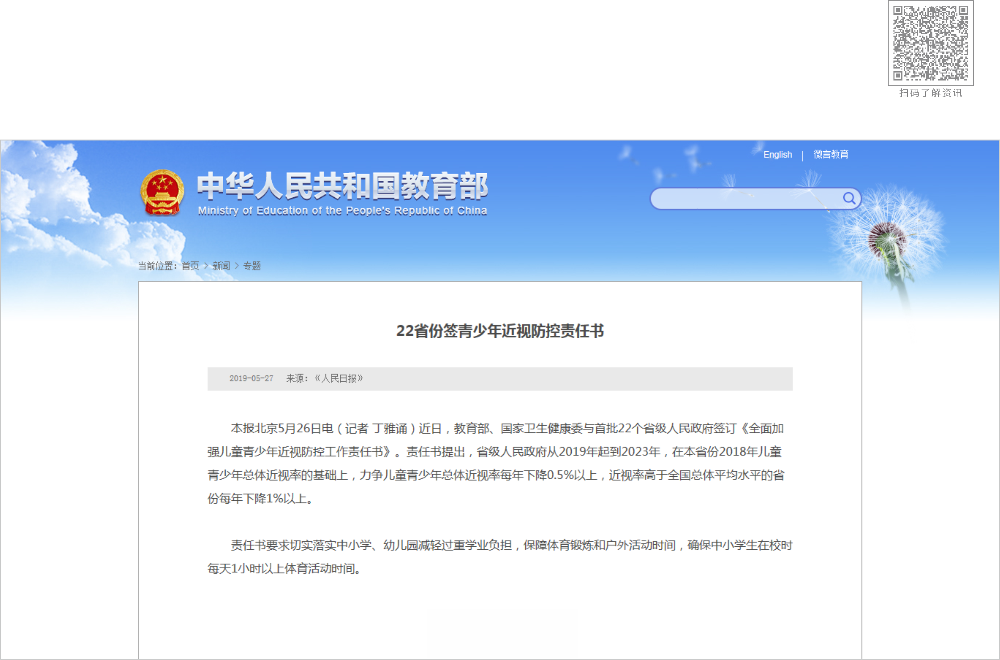 扫码了解资讯
English | 微言教育
中华人民共和国教育部
Ministry of Education of the People's Republic of China
当前位置：首页 > 新闻 > 专题
22省份签青少年近视防控责任书
2019-05-27 来源：《人民日报》
本报北京5月26日电（记者 丁雅诵）近日，教育部、国家卫生健康委与首批22个省级人民政府签订《全面加
强儿童青少年近视防控工作责任书》。责任书提出，省级人民政府从2019年起到2023年，在本省份2018年儿童
青少年总体近视率的基础上，力争儿童青少年总体近视率每年下降0.5%以上，近视率高于全国总体平均水平的省
份每年下降1%以上。
责任书要求切实落实中小学、幼儿园减轻过重学业负担，保障体育锻炼和户外活动时间，确保中小学生在校时
每天1小时以上体育活动时间。